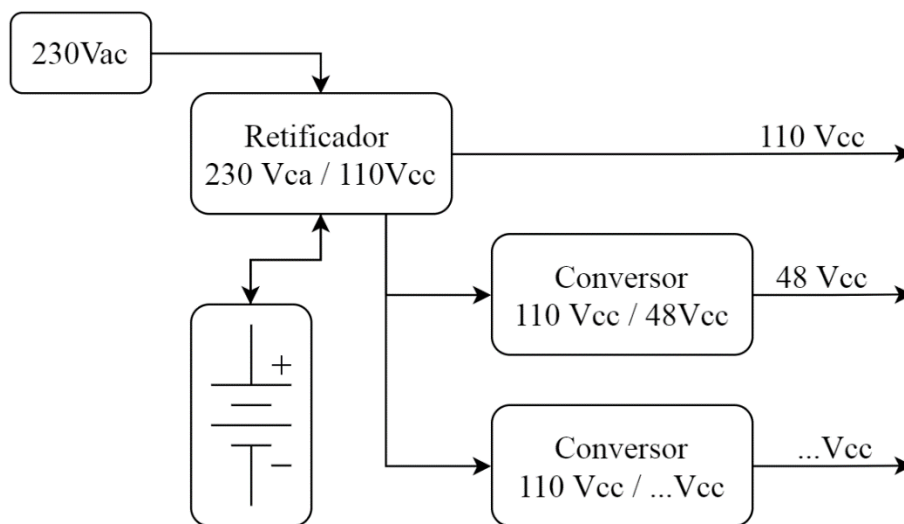 230Vac
Retificador
230 Vca / 110Vcc
110 Vcc
Conversor
110 Vcc / 48Vcc
48 Vcc
+
−
Conversor
110 Vcc / ...Vcc
...Vcc